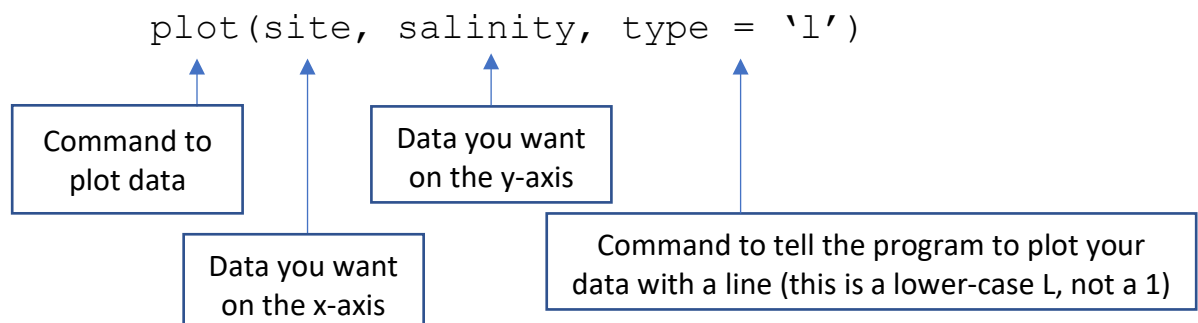 plot(site, salinity, type = ‘l’)
Command to
plot data
Data you want
on the x-axis
Data you want
on the y-axis
Command to tell the program to plot your
data with a line (this is a lower-case L, not a 1)